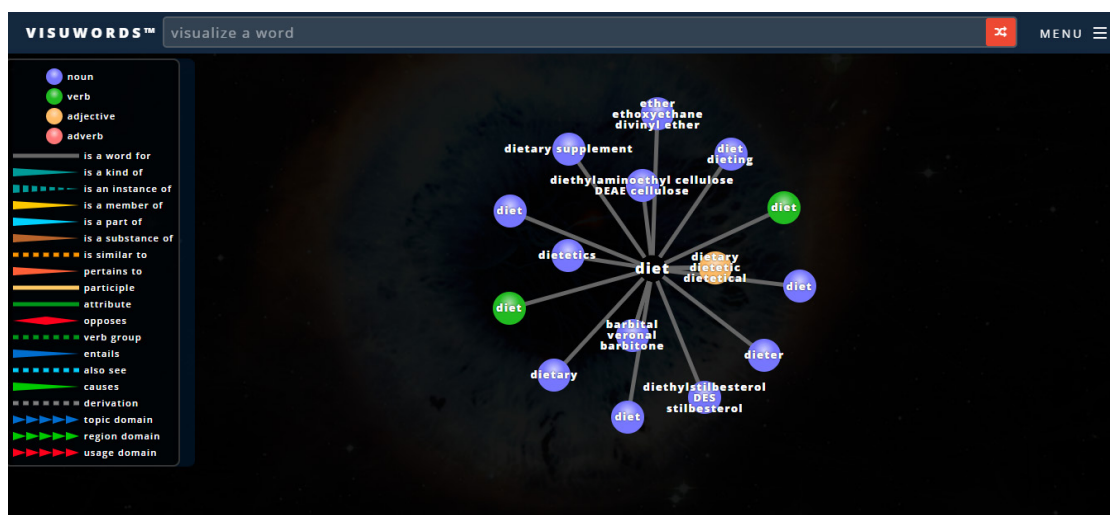 VISUWORDS™
visualize a word
MENU
noun
verb
adjective
adverb
is a word for
is a kind of
is an instance of
is a member of
is a part of
is a substance of
is similar to
pertains to
participle
attribute
opposes
verb group
entails
also see
causes
derivation
topic domain
region domain
usage domain
ether
ethoxyethane
divinyl ether
dietary supplement
diet
dieting
diethylaminoethyl cellulose
DEAE cellulose
diet
diet
dietetics
diet
dietary
dietetic
dietetical
diet
diet
barbital
veronal
barbitone
dieter
dietary
diethylstilbesterol
DES
stilbesterol
diet